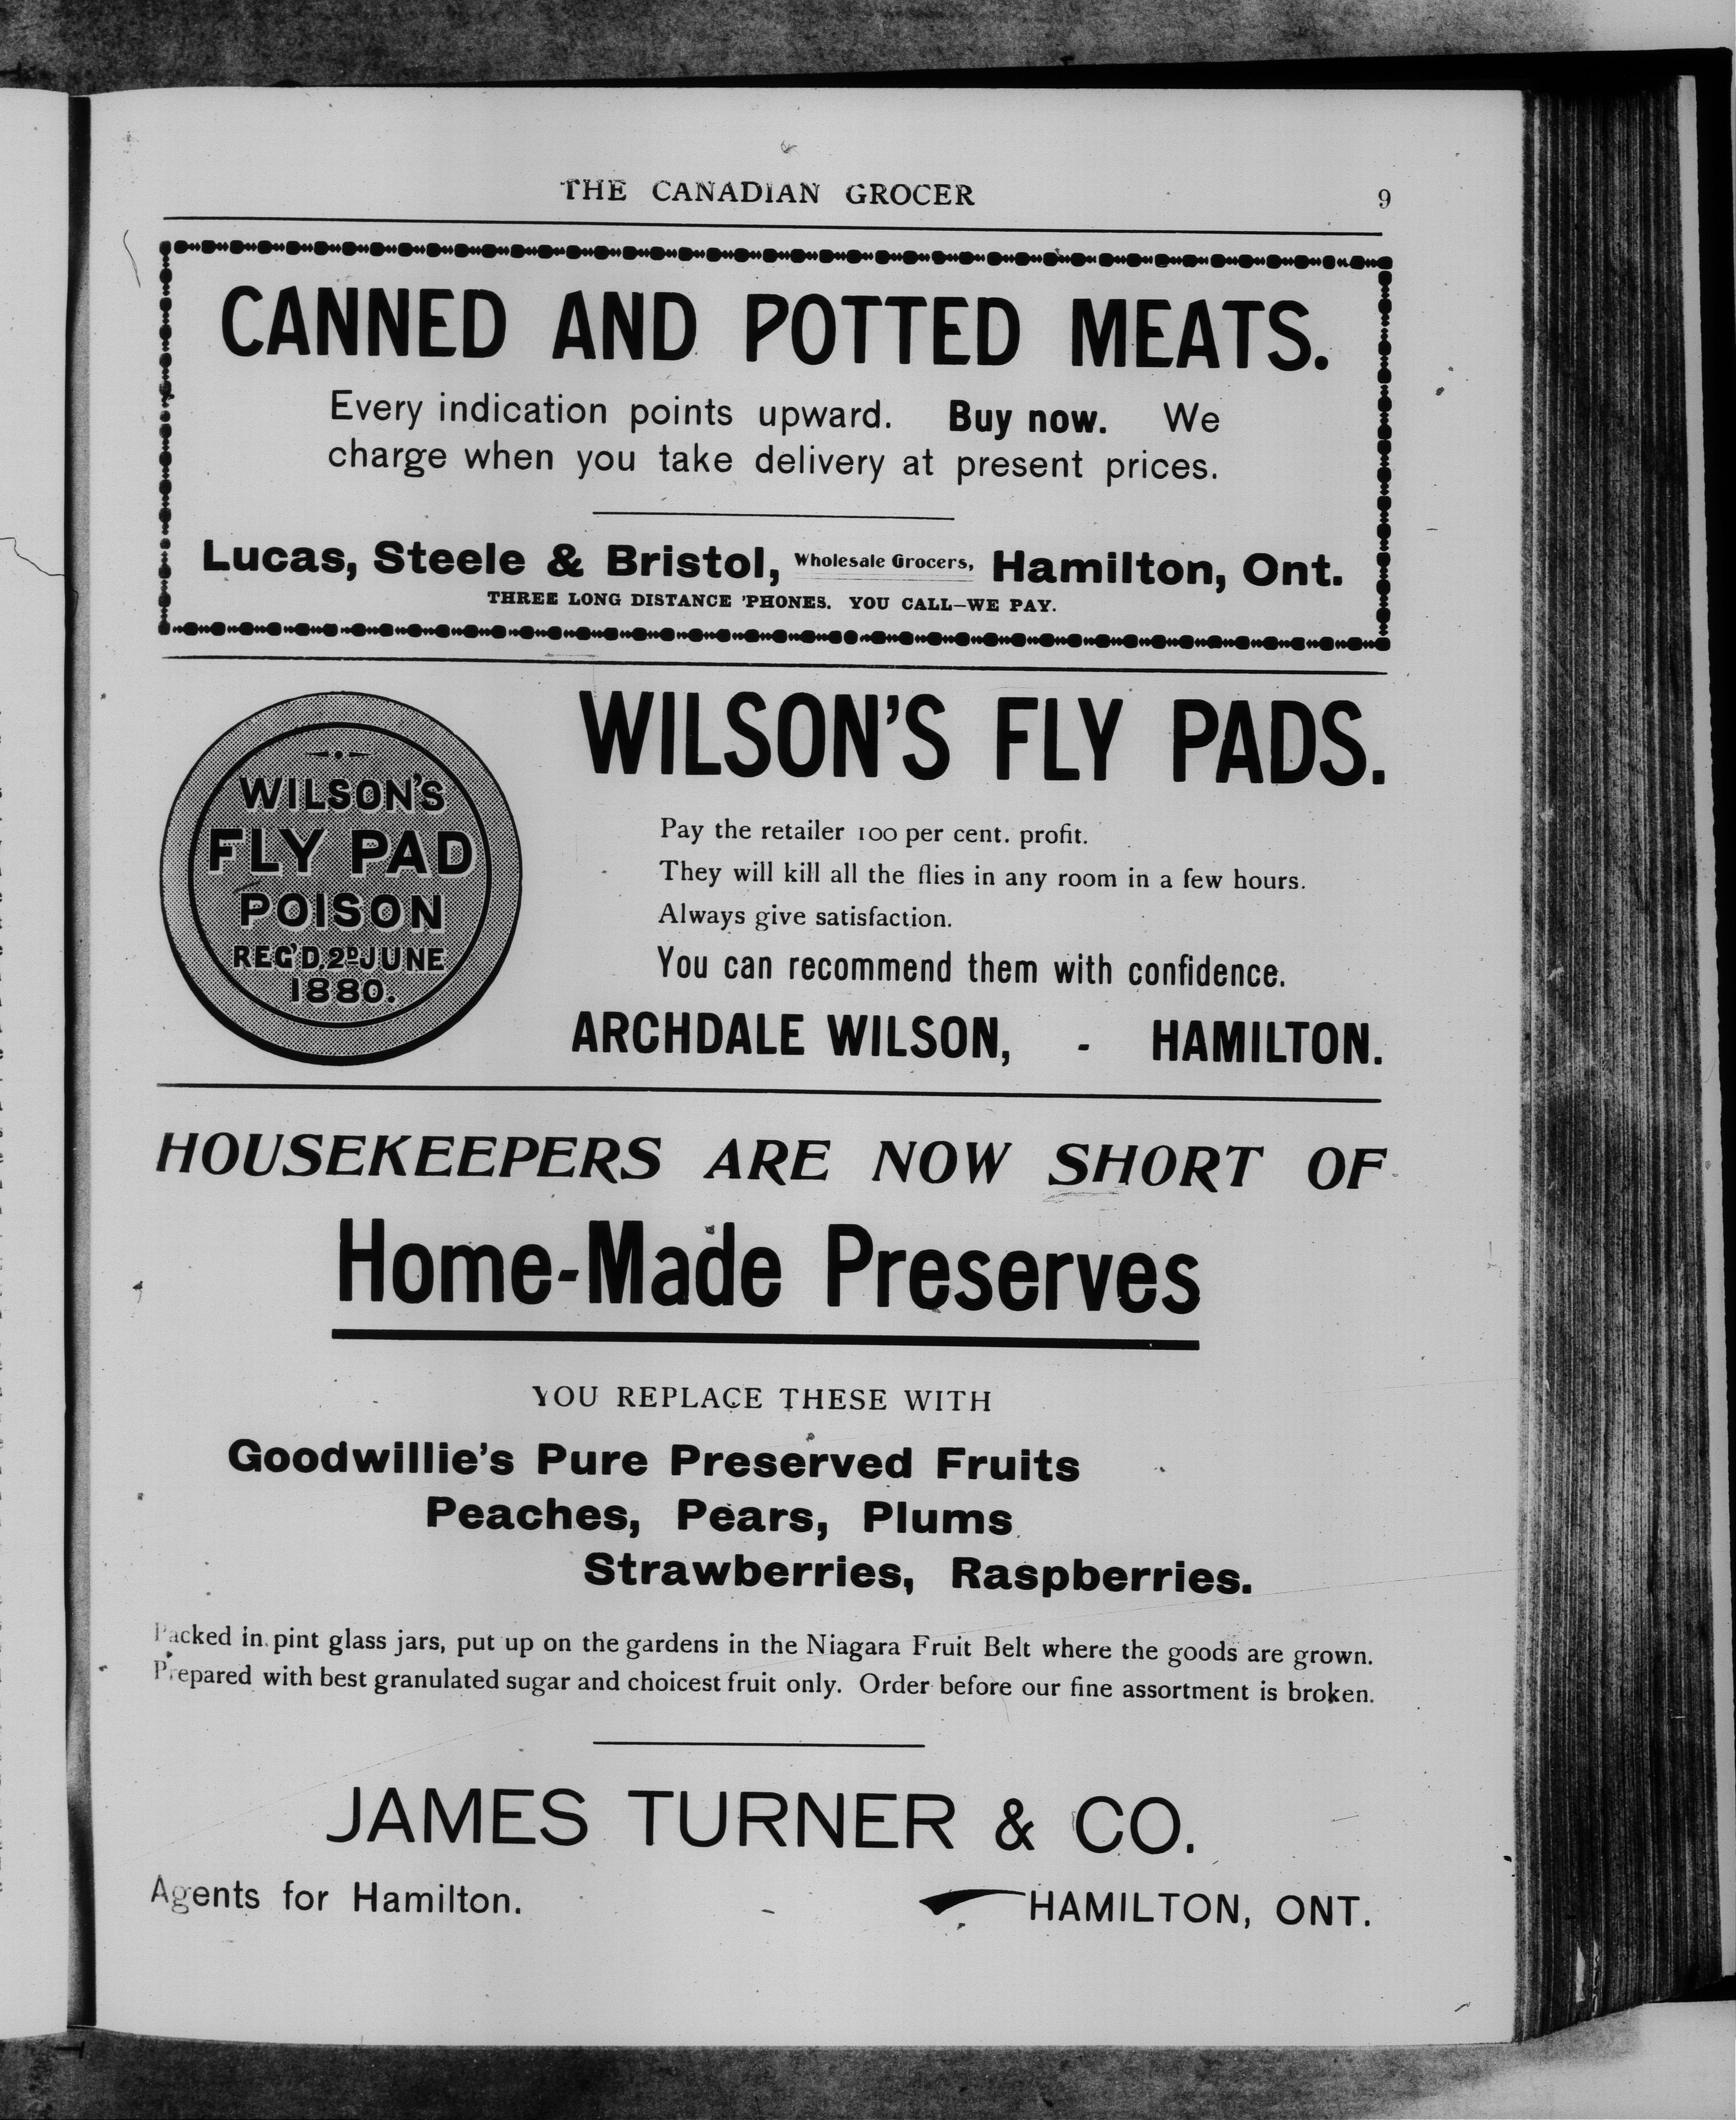 THE CANADIAN GROCER 9
CANNED AND POTTED MEATS.
Every indication points upward. Buy now. We
charge when you take delivery at present prices.
Lucas, Steele & Bristol, Wholesale Grocers, Hamilton, Ont.
THREE LONG DISTANCE 'PHONES. YOU CALL—WE PAY.
WILSON'S
FLY PAD
POISON
REG'D. 2D JUNE
1880.
WILSON'S FLY PADS.
Pay the retailer 100 per cent. profit.
They will kill all the flies in any room in a few hours.
Always give satisfaction.
You can recommend them with confidence.
ARCHDALE WILSON, - HAMILTON.
HOUSEKEEPERS ARE NOW SHORT OF
Home-Made Preserves
YOU REPLACE THESE WITH
Goodwillie's Pure Preserved Fruits
Peaches, Pears, Plums
Strawberries, Raspberries.
Packed in pint glass jars, put up on the gardens in the Niagara Fruit Belt where the goods are grown.
Prepared with best granulated sugar and choicest fruit only. Order before our fine assortment is broken.
JAMES TURNER & CO.
Agents for Hamilton. HAMILTON, ONT.